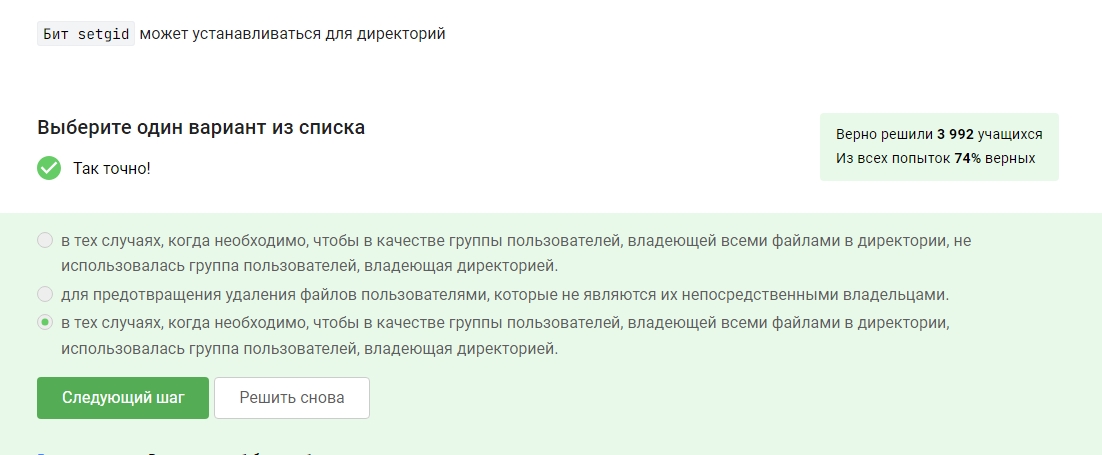 Бит setgid может устанавливаться для директорий
Выберите один вариант из списка
Так точно!
Верно решили 3 992 учащихся
Из всех попыток 74% верных
в тех случаях, когда необходимо, чтобы в качестве группы пользователей, владеющей всеми файлами в директории, не
использовалась группа пользователей, владеющая директорией.
для предотвращения удаления файлов пользователями, которые не являются их непосредственными владельцами.
в тех случаях, когда необходимо, чтобы в качестве группы пользователей, владеющей всеми файлами в директории,
использовалась группа пользователей, владеющая директорией.
Следующий шаг
Решить снова